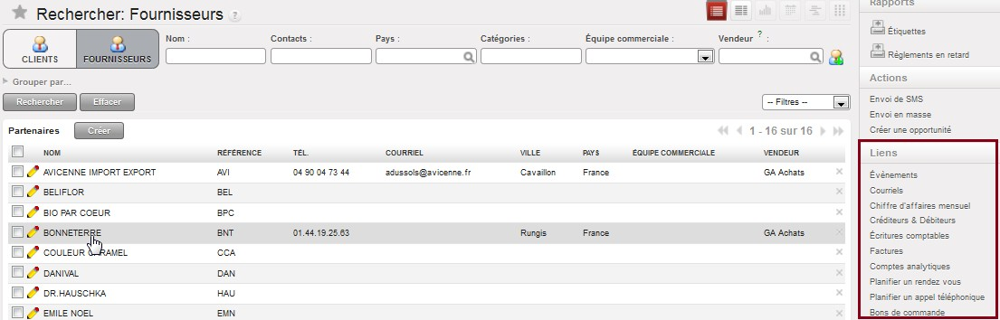 Rechercher: Fournisseurs ?
CLIENTS
FOURNISSEURS
Nom :
Contacts :
Pays :
Catégories :
Équipe commerciale :
Vendeur ? :
Grouper par...
Rechercher
Effacer
-- Filtres --
Partenaires
Créer
1 - 16 sur 16
NOM RÉFÉRENCE TÉL. COURRIEL VILLE PAYS ÉQUIPE COMMERCIALE VENDEUR
AVICENNE IMPORT EXPORT AVI 04 90 04 73 44 adussols@avicenne.fr Cavaillon France GA Achats
BELIFLOR BEL
BIO PAR COEUR BPC
BONNETERRE BNT 01.44.19.25.63 Rungis France GA Achats
COULEUR CARAMEL CCA
DANIVAL DAN
DR.HAUSCHKA HAU
EMILE NOEL EMN
Rapports
Étiquettes
Règlements en retard
Actions
Envoi de SMS
Envoi en masse
Créer une opportunité
Liens
Évènements
Courriels
Chiffre d'affaires mensuel
Créditeurs & Débiteurs
Écritures comptables
Factures
Comptes analytiques
Planifier un rendez vous
Planifier un appel téléphonique
Bons de commande